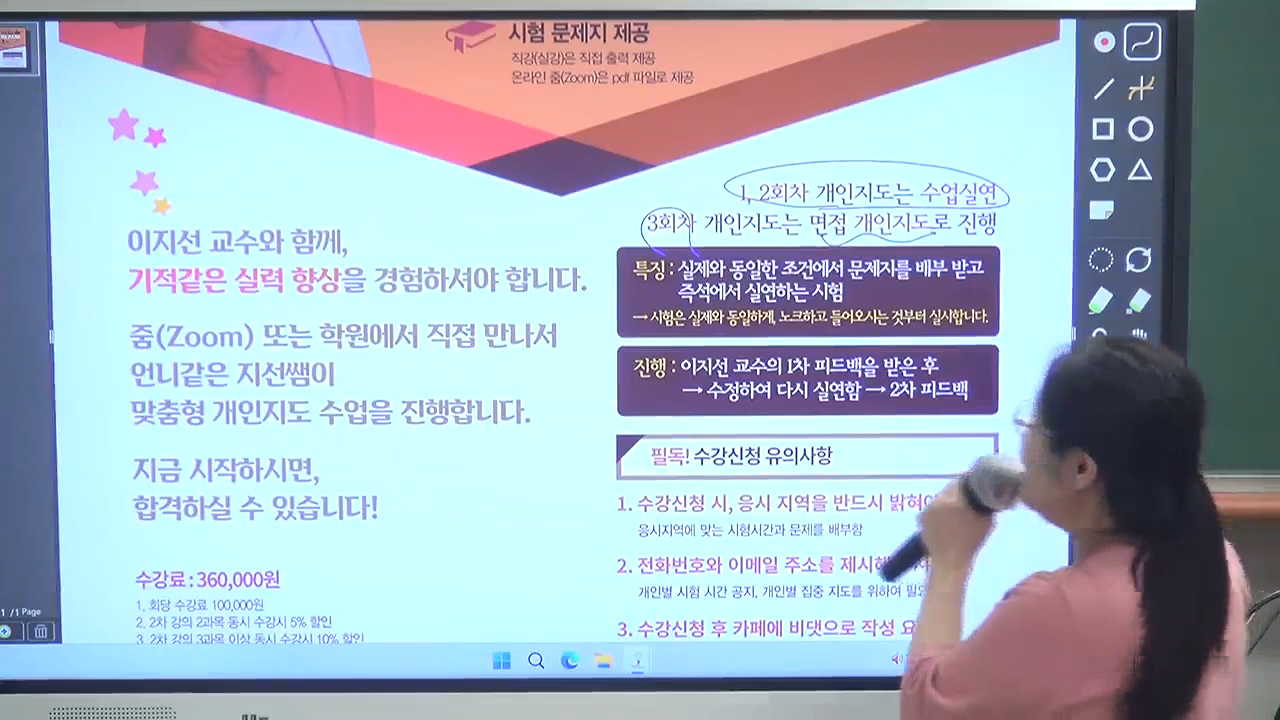 시험 문제지 제공
직강(실강)은 직접 출력 제공
온라인 줌(Zoom)은 pdf 파일로 제공
이지선 교수와 함께,
기적같은 실력 향상을 경험하셔야 합니다.
줌(Zoom) 또는 학원에서 직접 만나서
언니같은 지선쌤이
맞춤형 개인지도 수업을 진행합니다.
지금 시작하시면,
합격하실 수 있습니다!
수강료 : 360,000원
1. 회당 수강료 100,000원
2. 2차 강의 2과목 동시 수강시 5% 할인
3. 2차 강의 3과목 이상 동시 수강시 10% 할인
1, 2회차 개인지도는 수업실연
3회차 개인지도는 면접 개인지도로 진행
특징 : 실제와 동일한 조건에서 문제지를 배부 받고
즉석에서 실연하는 시험
→ 시험은 실제와 동일하게, 노크하고 들어오시는 것부터 실시합니다.
진행 : 이지선 교수의 1차 피드백을 받은 후
→ 수정하여 다시 실연함 → 2차 피드백
필독! 수강신청 유의사항
1. 수강신청 시, 응시 지역을 반드시 밝혀
응시지역에 맞는 시험시간과 문제를 배부함
2. 전화번호와 이메일 주소를 제시해
개인별 시험 시간 공지, 개인별 집중 지도를 위하여
3. 수강신청 후 카페에 비댓으로 작성
1 /1 Page